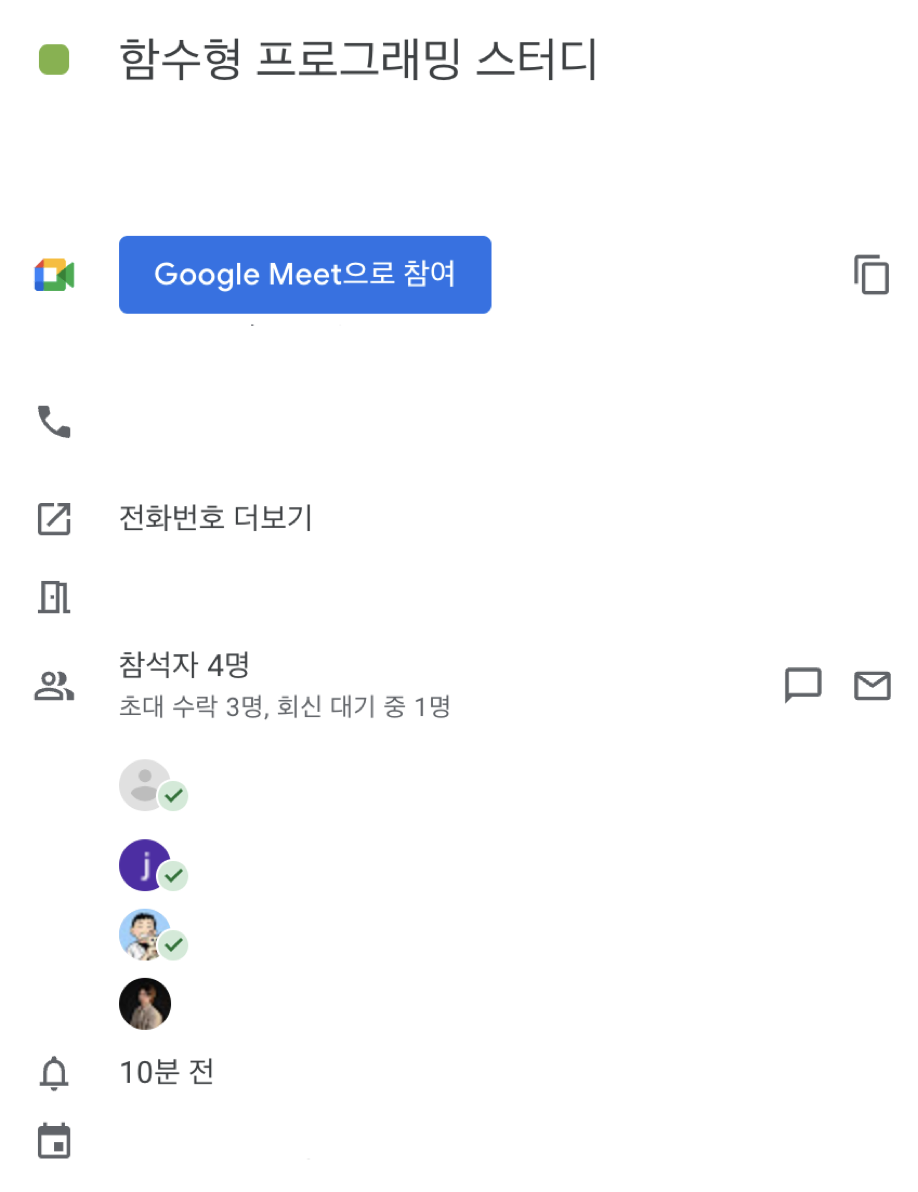 함수형 프로그래밍 스터디
Google Meet으로 참여
전화번호 더보기
참석자 4명
초대 수락 3명, 회신 대기 중 1명
j
10분 전